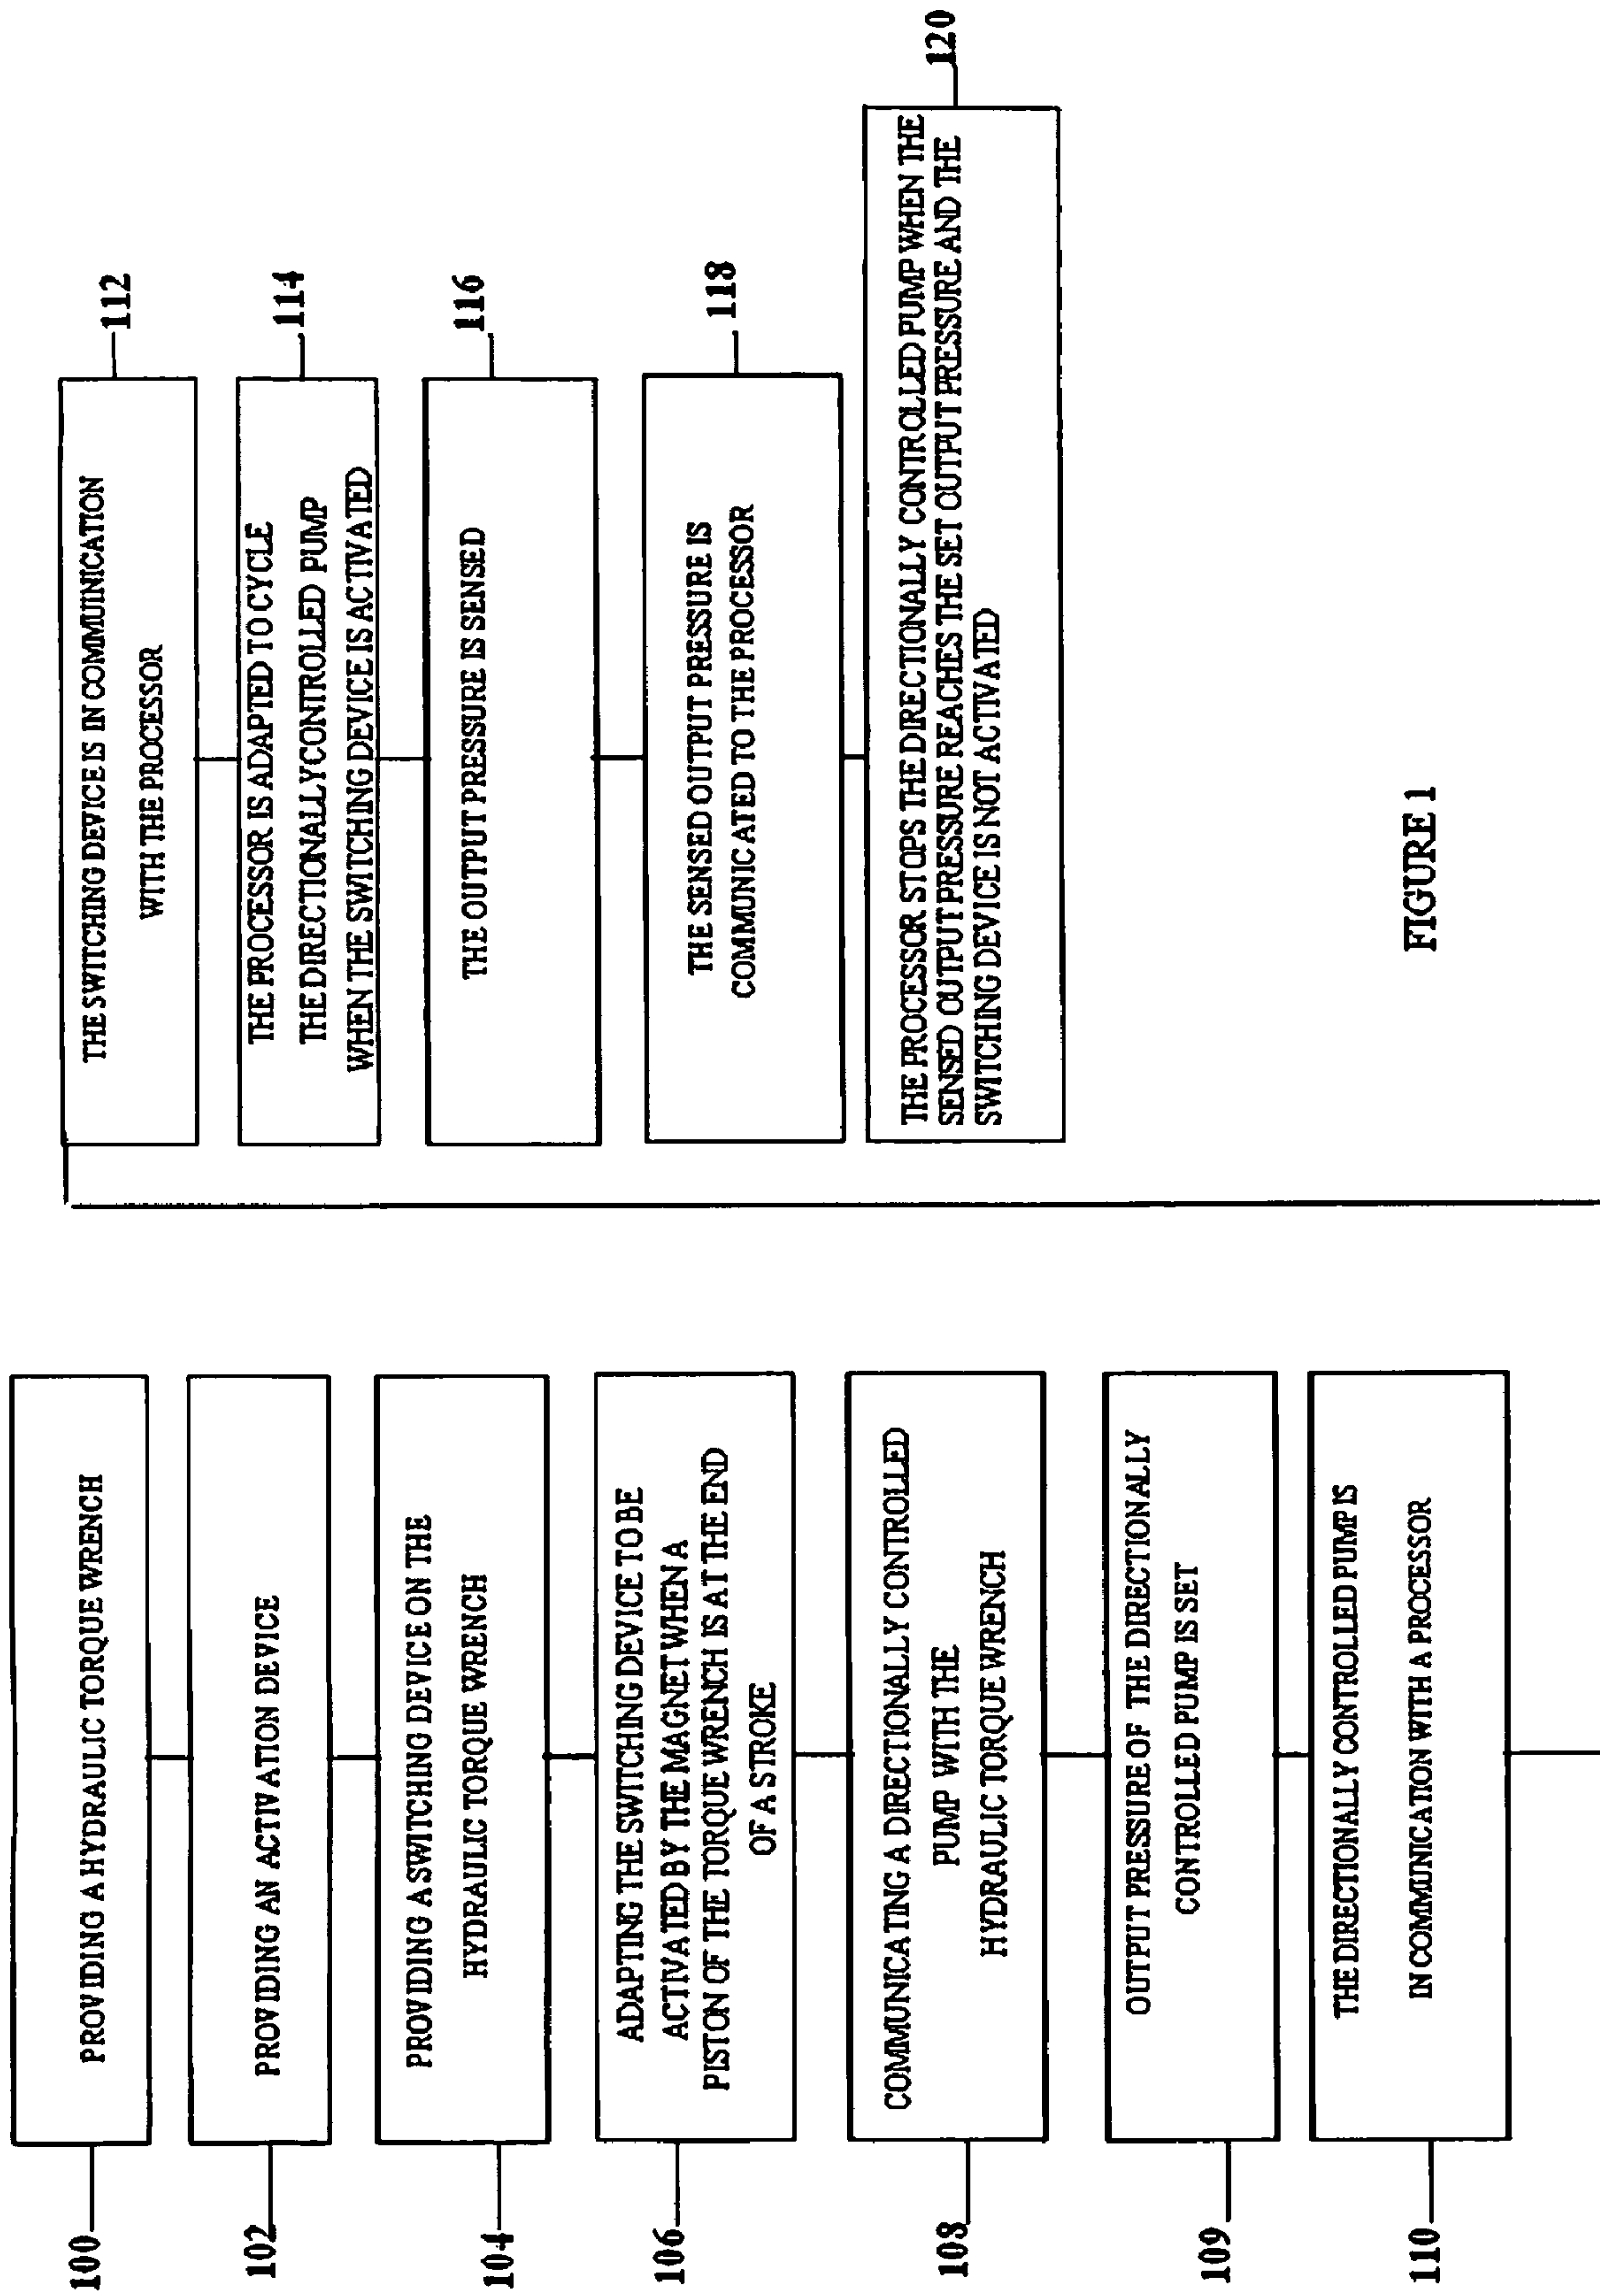 100
PROVIDING A HYDRAULIC TORQUE WRENCH
102
PROVIDING AN ACTIVATION DEVICE
104
PROVIDING A SWITCHING DEVICE ON THE
HYDRAULIC TORQUE WRENCH
106
ADAPTING THE SWITCHING DEVICE TO BE
ACTIVATED BY THE MAGNET WHEN A
PISTON OF THE TORQUE WRENCH IS AT THE END
OF A STROKE
108
COMMUNICATING A DIRECTIONALLY CONTROLLED
PUMP WITH THE
HYDRAULIC TORQUE WRENCH
109
OUTPUT PRESSURE OF THE DIRECTIONALLY
CONTROLLED PUMP IS SET
110
THE DIRECTIONALLY CONTROLLED PUMP IS
IN COMMUNICATION WITH A PROCESSOR
THE SWITCHING DEVICE IS IN COMMUINICATION
WITH THE PROCESSOR
112
THE PROCESSOR IS ADAPTED TO CYCLE
THE DIRECTIONALLY CONTROLLED PUMP
WHEN THE SWITCHING DEVICE IS ACTIVATED
114
THE OUTPUT PRESSURE IS SENSED
116
THE SENSED OUTPUT PRESSURE IS
COMMUNICATED TO THE PROCESSOR
118
THE PROCESSOR STOPS THE DIRECTIONALLY CONTROLLED PUMP WHEN THE
SENSED OUTPUT PRESSURE REACHES THE SET OUTPUT PRESSURE AND THE
SWITCHING DEVICE IS NOT ACTIVATED
120
FIGURE 1